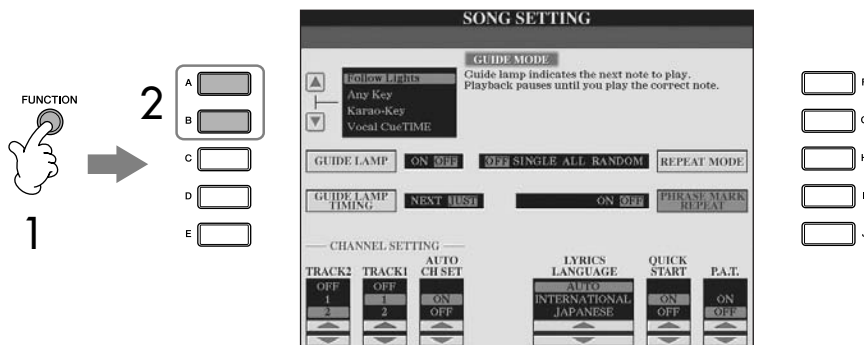 SONG SETTING
GUIDE MODE
Follow Lights
Any Key
Karao-Key
Vocal CueTIME
Guide lamp indicates the next note to play.
Playback pauses until you play the correct note.
FUNCTION
1
2
A
B
C
D
E
GUIDE LAMP ON OFF OFF SINGLE ALL RANDOM REPEAT MODE
GUIDE LAMP TIMING NEXT JUST ON OFF PHRASE MARK REPEAT
CHANNEL SETTING
TRACK2 TRACK1 AUTO CH SET LYRICS LANGUAGE QUICK START P.A.T.
OFF OFF AUTO
1 1 ON INTERNATIONAL ON ON
2 2 OFF JAPANESE OFF OFF